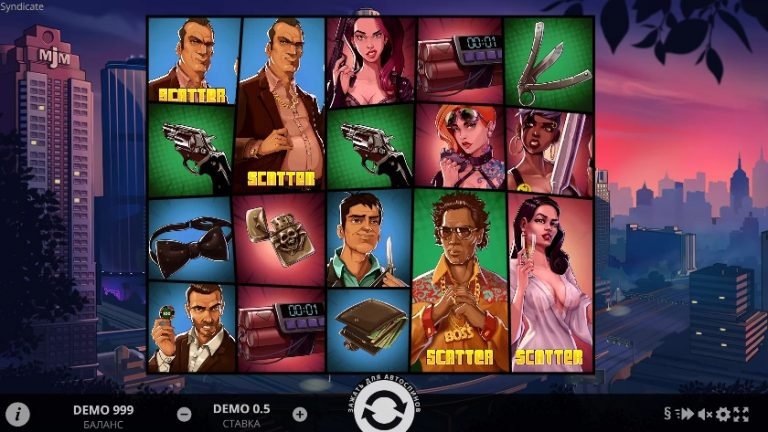 Syndicate
MJM
SCATTER
SCATTER
00:01
00:01
BOSS
SCATTER
SCATTER
DEMO 999
БАЛАНС
DEMO 0.5
СТАВКА
ЗАЖАТЬ ДЛЯ АВТОСПИНОВ